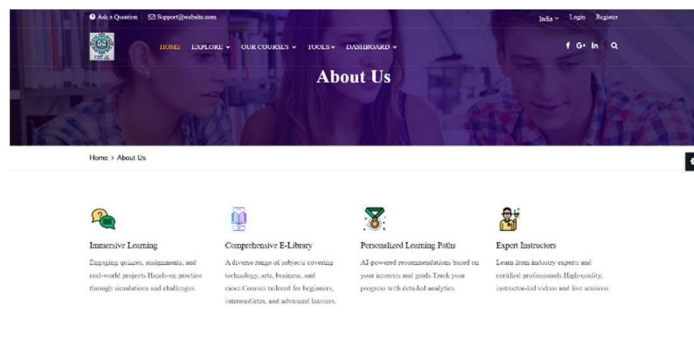 Ask a Question Support@website.com India Login Register
HOME EXPLORE OUR COURSES TOOLS DASHBOARD f G+ in
About Us
Home > About Us
Immersive Learning
Engaging quizzes, assignments, and
real-world projects.Hands-on practice
through simulations and challenges.
Comprehensive E-Library
A diverse range of subjects covering
technology, arts, business, and
more.Courses tailored for beginners,
intermediates, and advanced learners.
Personalized Learning Paths
AI-powered recommendations based on
your interests and goals.Track your
progress with detailed analytics.
Expert Instructors
Learn from industry experts and
certified professionals.High-quality,
instructor-led videos and live sessions.